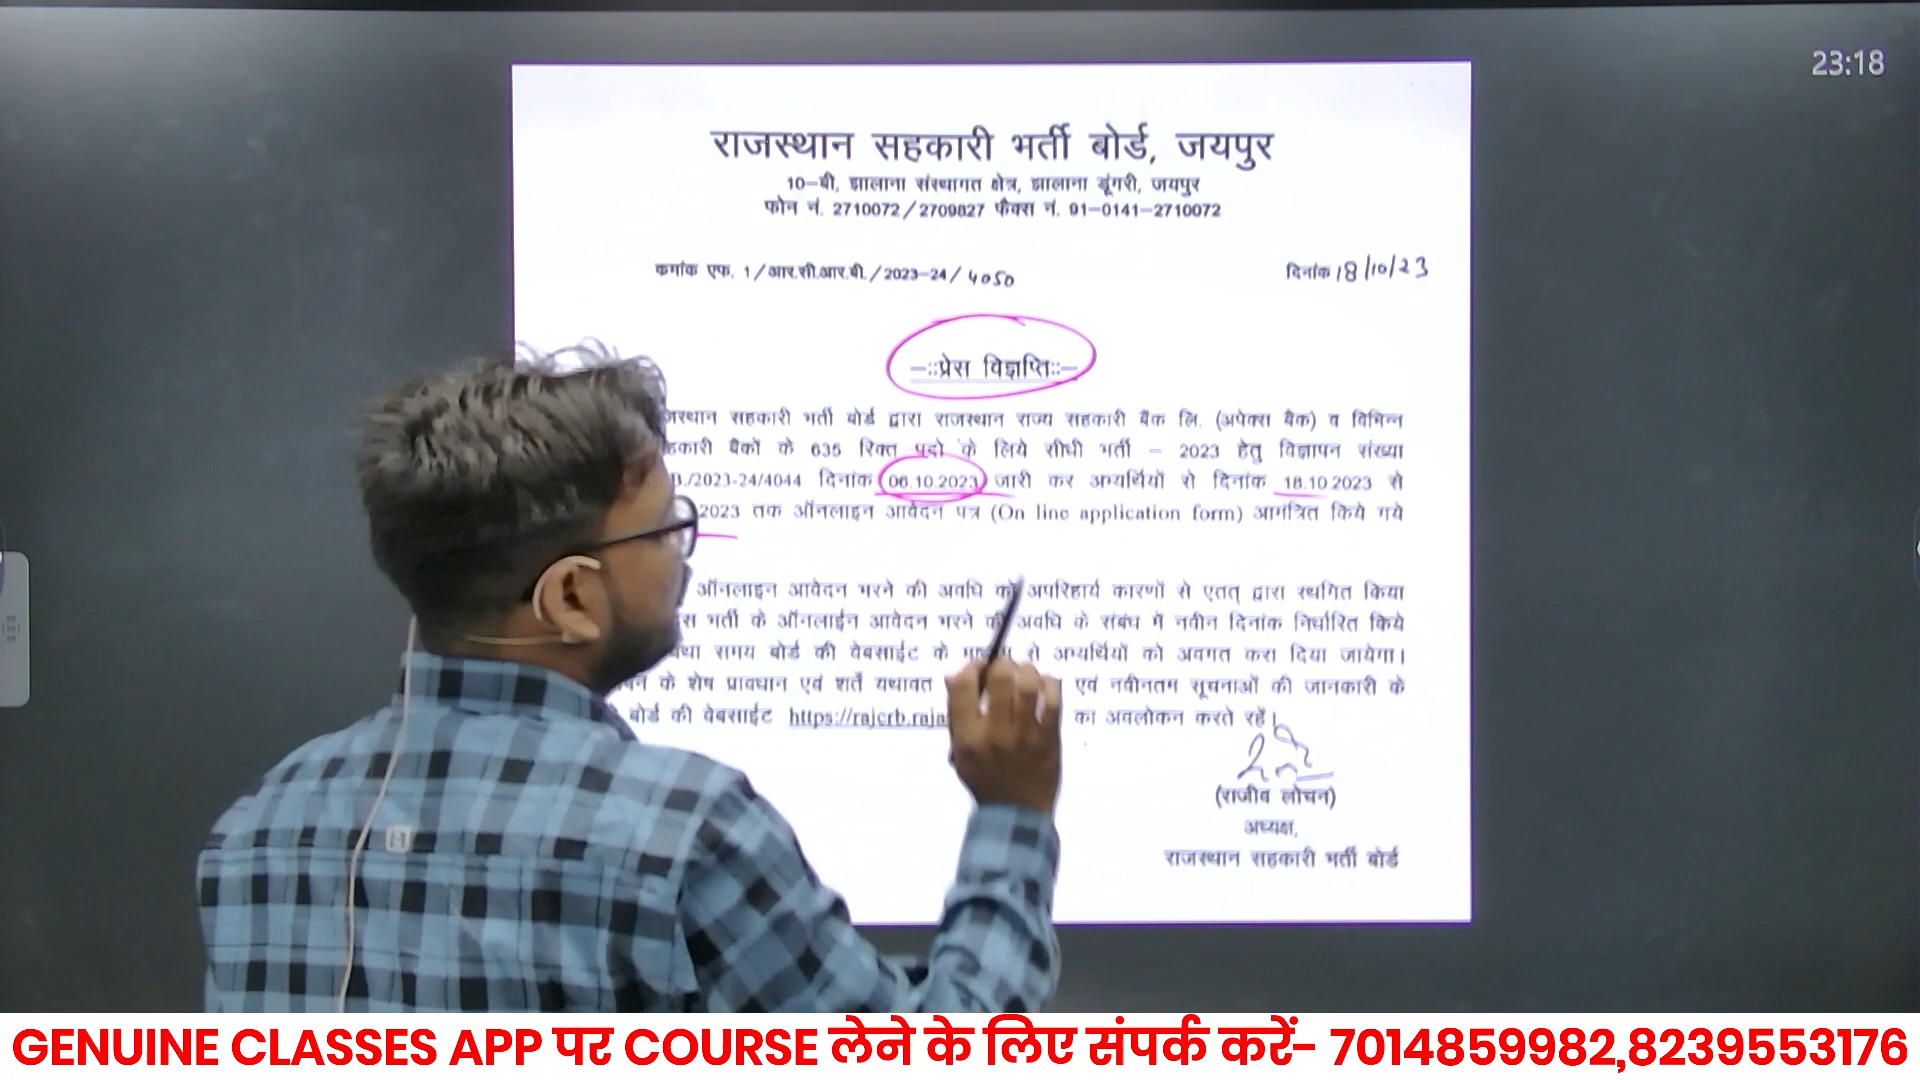 23:18
राजस्थान सहकारी भर्ती बोर्ड, जयपुर
10–बी, झालाना संस्थागत क्षेत्र, झालाना डूंगरी, जयपुर
फोन नं. 2710072/2709827 फैक्स नं. 91–0141–2710072
कमांक एफ. 1/आर.सी.आर.बी./2023–24/ 4050 दिनांक 18/10/23
–::प्रेस विज्ञप्ति::–
सहकारी भर्ती बोर्ड द्वारा राजस्थान राज्य सहकारी बैंक लि. (अपेक्स बैंक) व विभिन्न
बैंकों के 635 रिक्त पदो के लिये सीधी भर्ती – 2023 हेतु विज्ञापन संख्या
/2023-24/4044 दिनांक 06.10.2023 जारी कर अभ्यर्थियों से दिनांक 18.10.2023 से
2023 तक ऑनलाइन आवेदन पत्र (On line application form) आमंत्रित किये गये
ऑनलाइन आवेदन भरने की अवधि को अपरिहार्य कारणों से एतत् द्वारा स्थगित किया
भर्ती के ऑनलाईन आवेदन भरने की अवधि के संबंध में नवीन दिनांक निर्धारित किये
समय बोर्ड की वेबसाईट के से अभ्यर्थियों को अवगत करा दिया जायेगा।
के शेष प्रावधान एवं शर्तें यथावत एवं नवीनतम सूचनाओं की जानकारी के
बोर्ड की वेबसाईट https://rajcrb.raja का अवलोकन करते रहें।
(राजीव लोचन)
अध्यक्ष,
राजस्थान सहकारी भर्ती बोर्ड
GENUINE CLASSES APP पर COURSE लेने के लिए संपर्क करें– 7014859982,8239553176